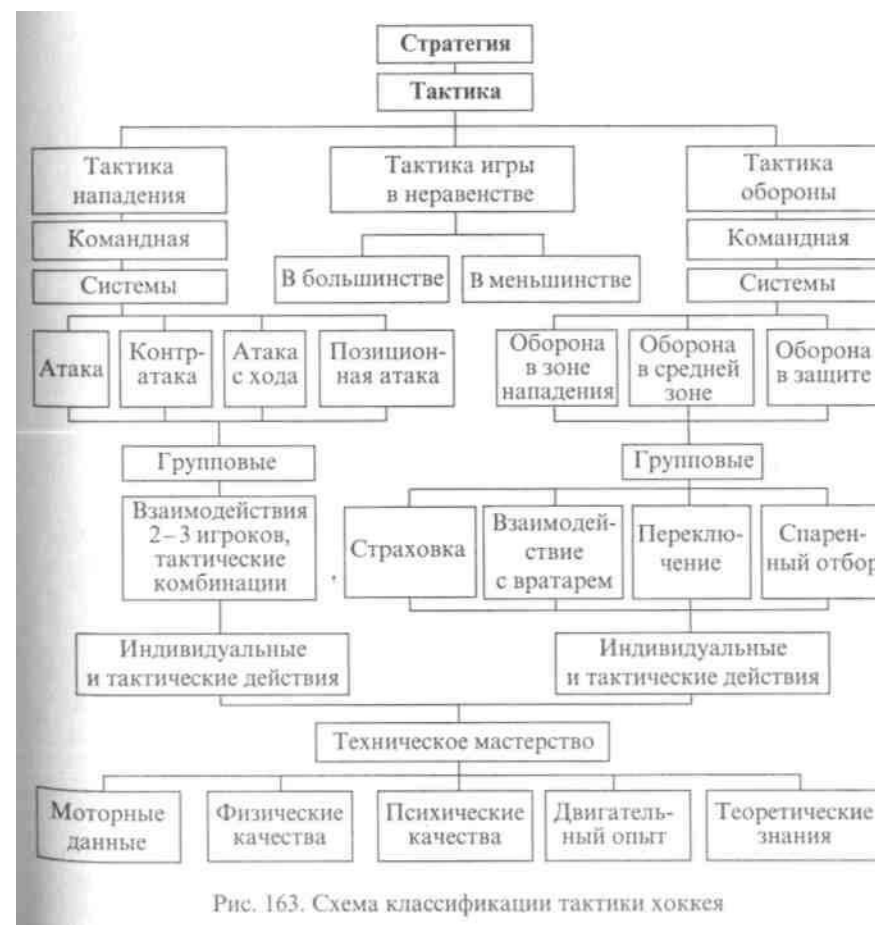 Стратегия
Тактика
Тактика
нападения
Тактика игры
в неравенстве
Тактика
обороны
Командная
Командная
В большинстве
В меньшинстве
Системы
Системы
Атака
Контр-
атака
Атака
с хода
Позицион-
ная атака
Оборона
в зоне
нападения
Оборона
в средней
зоне
Оборона
в защите
Групповые
Групповые
Взаимодействия
2–3 игроков,
тактические
комбинации
Страховка
Взаимодей-
ствие
с вратарем
Переклю-
чение
Спарен-
ный отбор
Индивидуальные
и тактические действия
Индивидуальные
и тактические действия
Техническое мастерство
Моторные
данные
Физические
качества
Психические
качества
Двигатель-
ный опыт
Теоретические
знания
Рис. 163. Схема классификации тактики хоккея